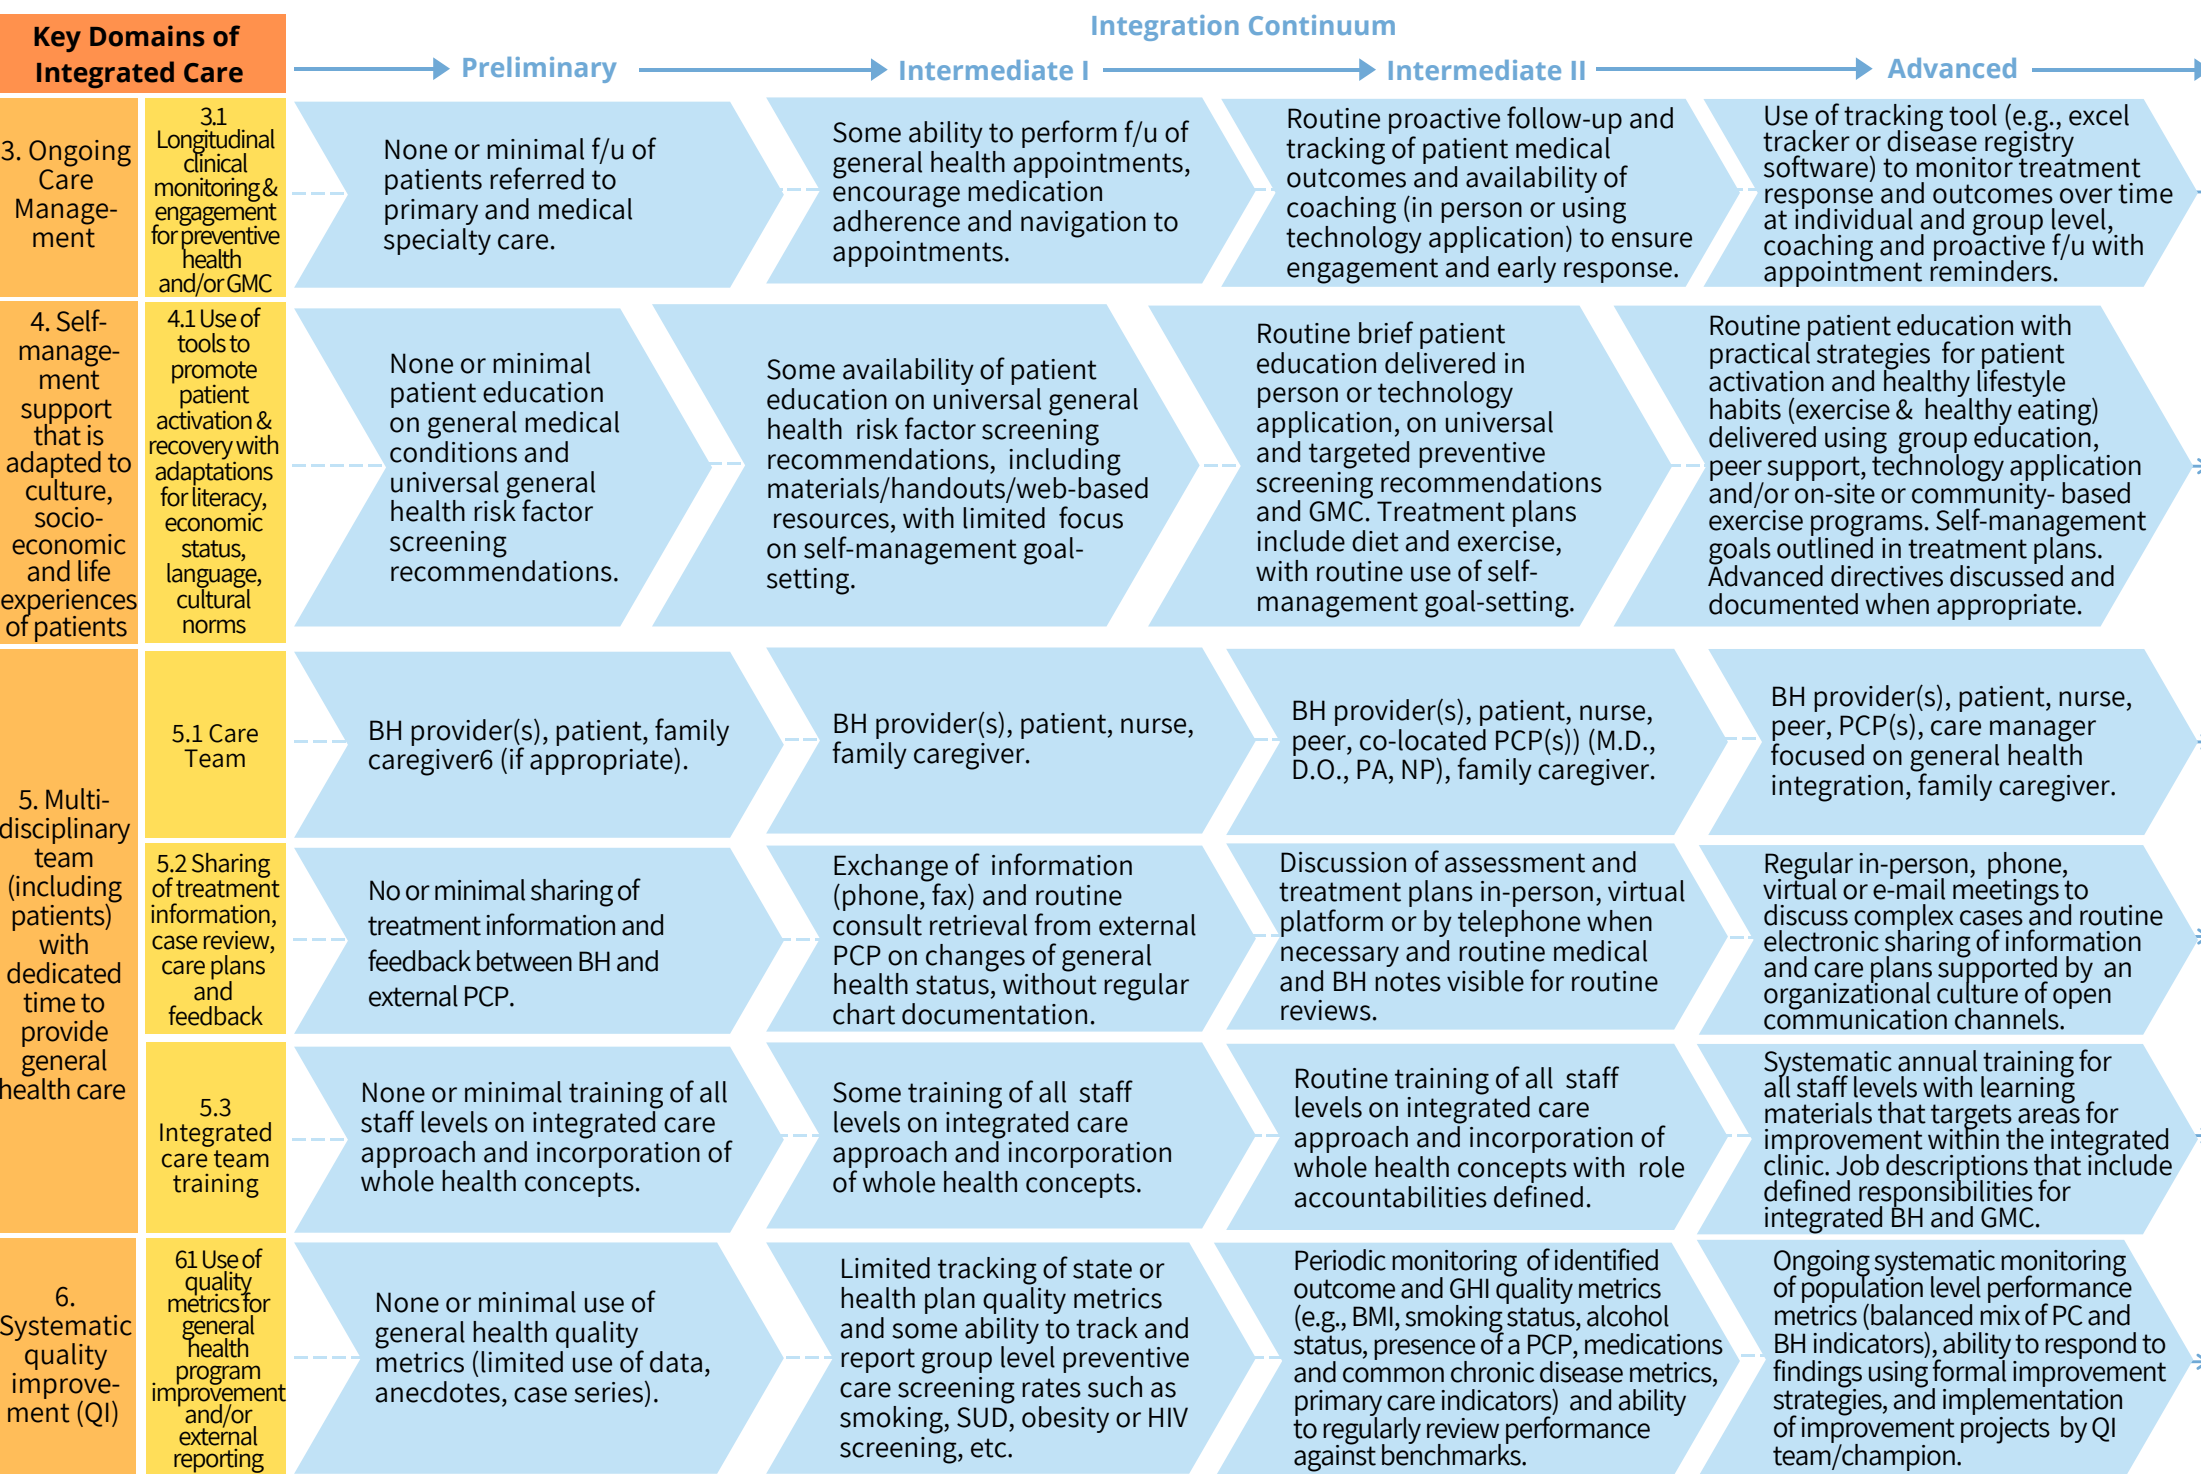 Key Domains of
Integrated Care
Integration Continuum
Preliminary
Intermediate I
Intermediate II
Advanced
3. Ongoing
Care
Manage-
ment
3.1
Longitudinal
clinical
monitoring &
engagement
for preventive
health
and/or GMC
None or minimal f/u of
patients referred to
primary and medical
specialty care.
Some ability to perform f/u of
general health appointments,
encourage medication
adherence and navigation to
appointments.
Routine proactive follow-up and
tracking of patient medical
outcomes and availability of
coaching (in person or using
technology application) to ensure
engagement and early response.
Use of tracking tool (e.g., excel
tracker or disease registry
software) to monitor treatment
response and outcomes over time
at individual and group level,
coaching and proactive f/u with
appointment reminders.
4. Self-
manage-
ment
support
that is
adapted to
culture,
socio-
economic
and life
experiences
of patients
4.1 Use of
tools to
promote
patient
activation &
recovery with
adaptations
for literacy,
economic
status,
language,
cultural
norms
None or minimal
patient education
on general medical
conditions and
universal general
health risk factor
screening
recommendations.
Some availability of patient
education on universal general
health risk factor screening
recommendations, including
materials/handouts/web-based
resources, with limited focus
on self-management goal-
setting.
Routine brief patient
education delivered in
person or technology
application, on universal
and targeted preventive
screening recommendations
and GMC. Treatment plans
include diet and exercise,
with routine use of self-
management goal-setting.
Routine patient education with
practical strategies for patient
activation and healthy lifestyle
habits (exercise & healthy eating)
delivered using group education,
peer support, technology application
and/or on-site or community- based
exercise programs. Self-management
goals outlined in treatment plans.
Advanced directives discussed and
documented when appropriate.
5. Multi-
disciplinary
team
(including
patients)
with
dedicated
time to
provide
general
health care
5.1 Care
Team
BH provider(s), patient, family
caregiver6 (if appropriate).
BH provider(s), patient, nurse,
family caregiver.
BH provider(s), patient, nurse,
peer, co-located PCP(s)) (M.D.,
D.O., PA, NP), family caregiver.
BH provider(s), patient, nurse,
peer, PCP(s), care manager
focused on general health
integration, family caregiver.
5.2 Sharing
of treatment
information,
case review,
care plans
and
feedback
No or minimal sharing of
treatment information and
feedback between BH and
external PCP.
Exchange of information
(phone, fax) and routine
consult retrieval from external
PCP on changes of general
health status, without regular
chart documentation.
Discussion of assessment and
treatment plans in-person, virtual
platform or by telephone when
necessary and routine medical
and BH notes visible for routine
reviews.
Regular in-person, phone,
virtual or e-mail meetings to
discuss complex cases and routine
electronic sharing of information
and care plans supported by an
organizational culture of open
communication channels.
5.3
Integrated
care team
training
None or minimal training of all
staff levels on integrated care
approach and incorporation of
whole health concepts.
Some training of all staff
levels on integrated care
approach and incorporation
of whole health concepts.
Routine training of all staff
levels on integrated care
approach and incorporation of
whole health concepts with role
accountabilities defined.
Systematic annual training for
all staff levels with learning
materials that targets areas for
improvement within the integrated
clinic. Job descriptions that include
defined responsibilities for
integrated BH and GMC.
6.
Systematic
quality
improve-
ment (QI)
61 Use of
quality
metrics for
general
health
program
improvement
and/or
external
reporting
None or minimal use of
general health quality
metrics (limited use of data,
anecdotes, case series).
Limited tracking of state or
health plan quality metrics
and some ability to track and
report group level preventive
care screening rates such as
smoking, SUD, obesity or HIV
screening, etc.
Periodic monitoring of identified
outcome and GHI quality metrics
(e.g., BMI, smoking status, alcohol
status, presence of a PCP, medications
and common chronic disease metrics,
primary care indicators) and ability
to regularly review performance
against benchmarks.
Ongoing systematic monitoring
of population level performance
metrics (balanced mix of PC and
BH indicators), ability to respond to
findings using formal improvement
strategies, and implementation
of improvement projects by QI
team/champion.